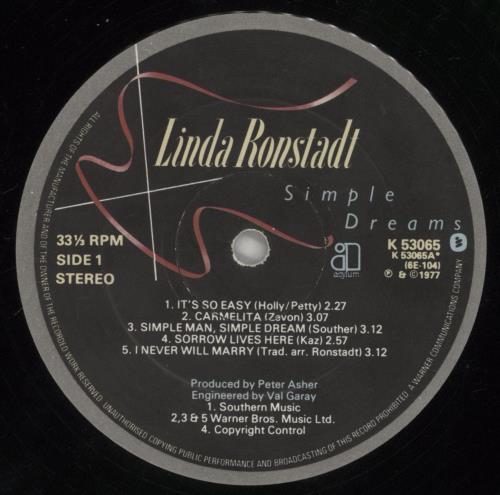 Linda Ronstadt
Simple
Dreams
33⅓ RPM
SIDE 1
STEREO
asylum
K 53065
K 53065A*
(6E-104)
℗ & © 1977
W
1. IT'S SO EASY (Holly/Petty) 2.27
2. CARMELITA (Zavon) 3.07
3. SIMPLE MAN, SIMPLE DREAM (Souther) 3.12
4. SORROW LIVES HERE (Kaz) 2.57
5. I NEVER WILL MARRY (Trad. arr. Ronstadt) 3.12
Produced by Peter Asher
Engineered by Val Garay
1. Southern Music
2,3 & 5 Warner Bros. Music Ltd.
4. Copyright Control
ALL RIGHTS OF THE MANUFACTURER AND OF THE OWNER OF THE RECORDED WORK RESERVED. UNAUTHORISED COPYING PUBLIC PERFORMANCE AND BROADCASTING OF THIS RECORD PROHIBITED. A WARNER COMMUNICATIONS COMPANY